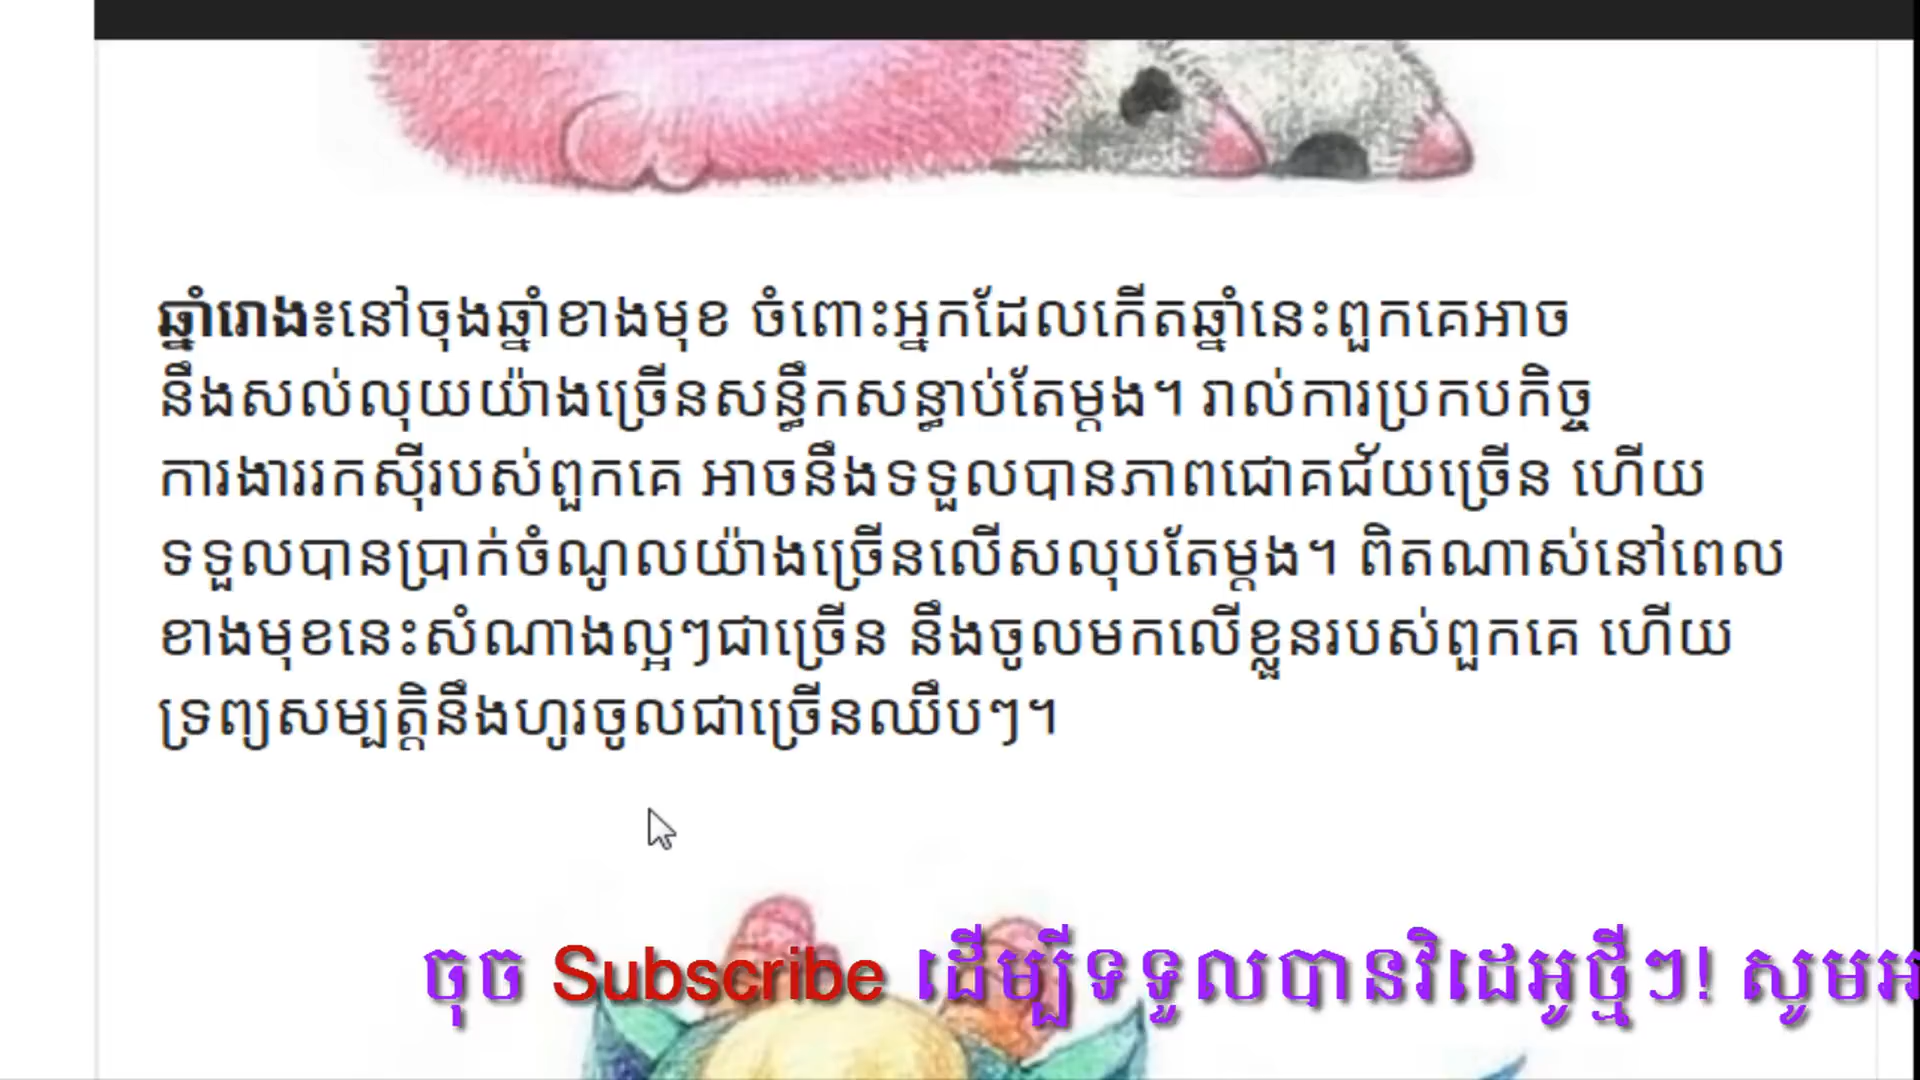 ឆ្នាំរោង៖នៅចុងឆ្នាំខាងមុខ ចំពោះអ្នកដែលកើតឆ្នាំនេះពួកគេអាច
នឹងសល់លុយយ៉ាងច្រើនសន្ធឹកសន្ធាប់តែម្តង។ រាល់ការប្រកបកិច្ច
ការងាររកស៊ីរបស់ពួកគេ អាចនឹងទទួលបានភាពជោគជ័យច្រើន ហើយ
ទទួលបានប្រាក់ចំណូលយ៉ាងច្រើនលើសលុបតែម្តង។ ពិតណាស់នៅពេល
ខាងមុខនេះសំណាងល្អៗជាច្រើន នឹងចូលមកលើខ្លួនរបស់ពួកគេ ហើយ
ទ្រព្យសម្បត្តិនឹងហូរចូលជាច្រើនឈឹបៗ។
ចុច Subscribe ដើម្បីទទូលបានវិដេអូថ្មីៗ! សូមអ